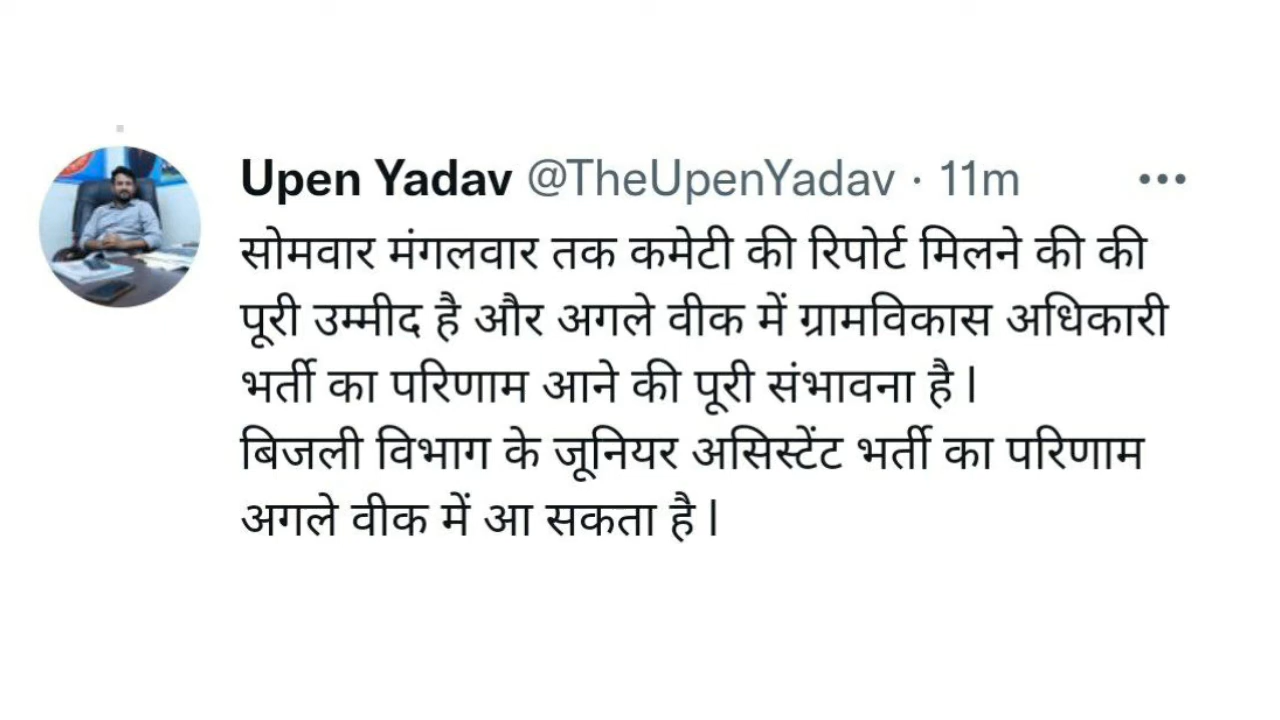 Upen Yadav @TheUpenYadav · 11m
सोमवार मंगलवार तक कमेटी की रिपोर्ट मिलने की की
पूरी उम्मीद है और अगले वीक में ग्रामविकास अधिकारी
भर्ती का परिणाम आने की पूरी संभावना है l
बिजली विभाग के जूनियर असिस्टेंट भर्ती का परिणाम
अगले वीक में आ सकता है l